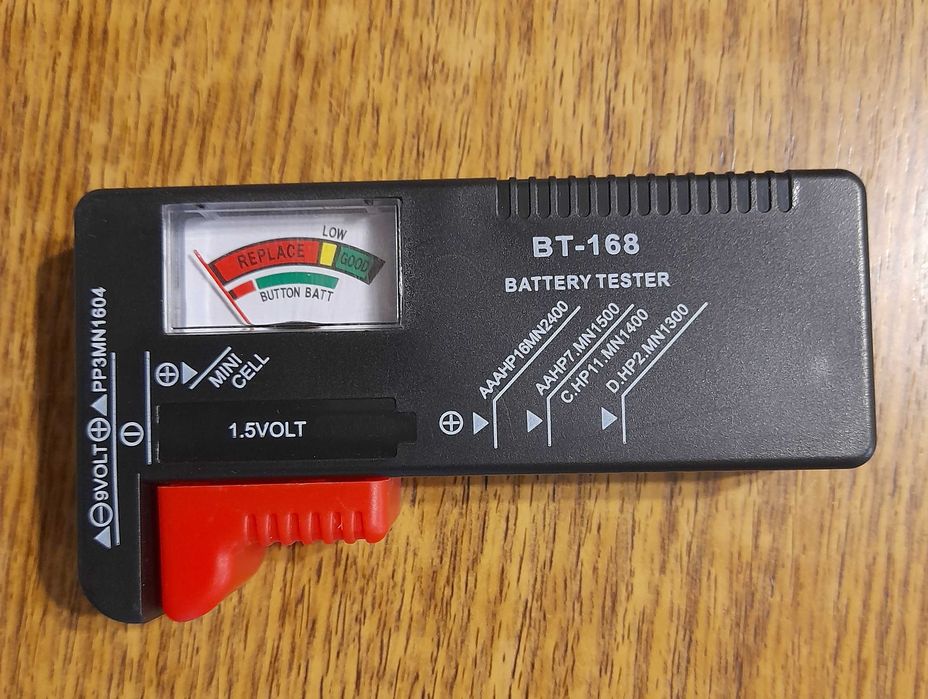 LOW
REPLACE
GOOD
BUTTON BATT
BT-168
BATTERY TESTER
AAAHP16MN2400
AAHP7.MN1500
C.HP11.MN1400
D.HP2.MN1300
⊕
MINI
CELL
1.5VOLT
⊖
⊖9VOLT⊕ PP3MN1604
⊕